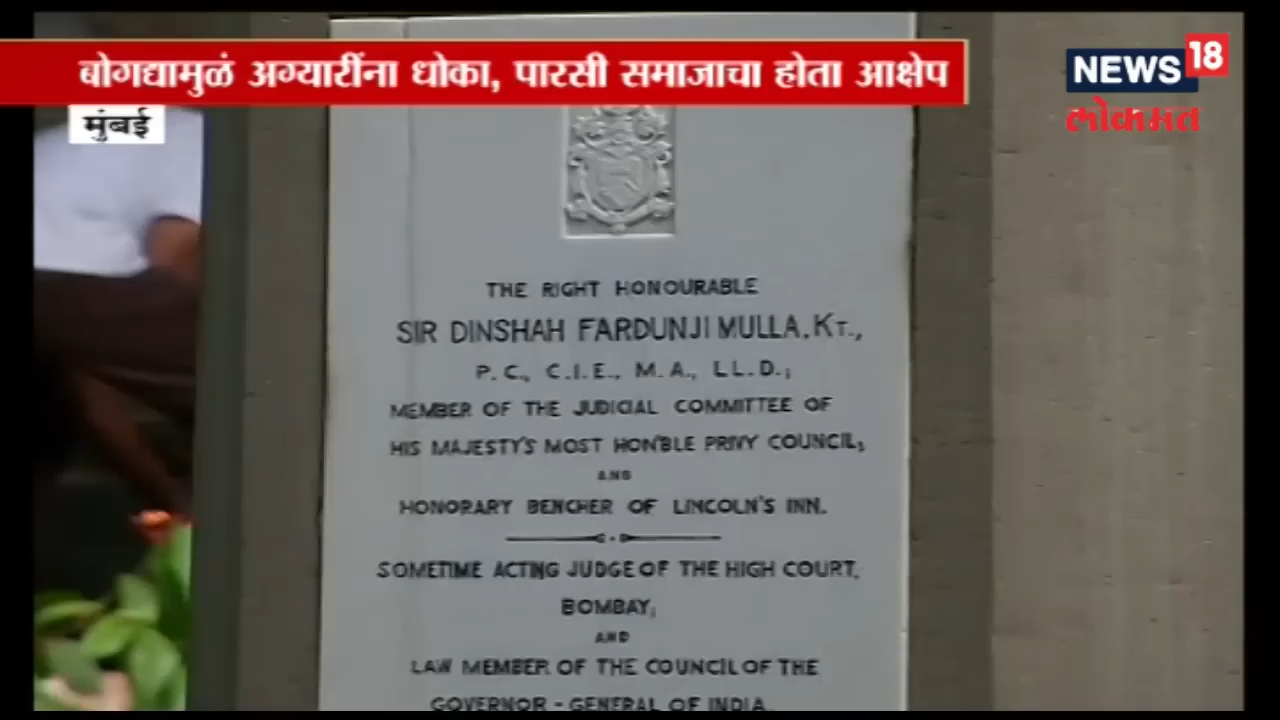 बोगद्यामुळं अग्यारींना धोका, पारसी समाजाचा होता आक्षेप
NEWS 18
लोकमत
मुंबई
THE RIGHT HONOURABLE
SIR DINSHAH FARDUNJI MULLA, KT.,
P.C., C.I.E., M.A., LL.D.;
MEMBER OF THE JUDICIAL COMMITTEE OF
HIS MAJESTY'S MOST HON'BLE PRIVY COUNCIL;
AND
HONORARY BENCHER OF LINCOLN'S INN.
SOMETIME ACTING JUDGE OF THE HIGH COURT,
BOMBAY;
AND
LAW MEMBER OF THE COUNCIL OF THE
GOVERNOR - GENERAL OF INDIA.